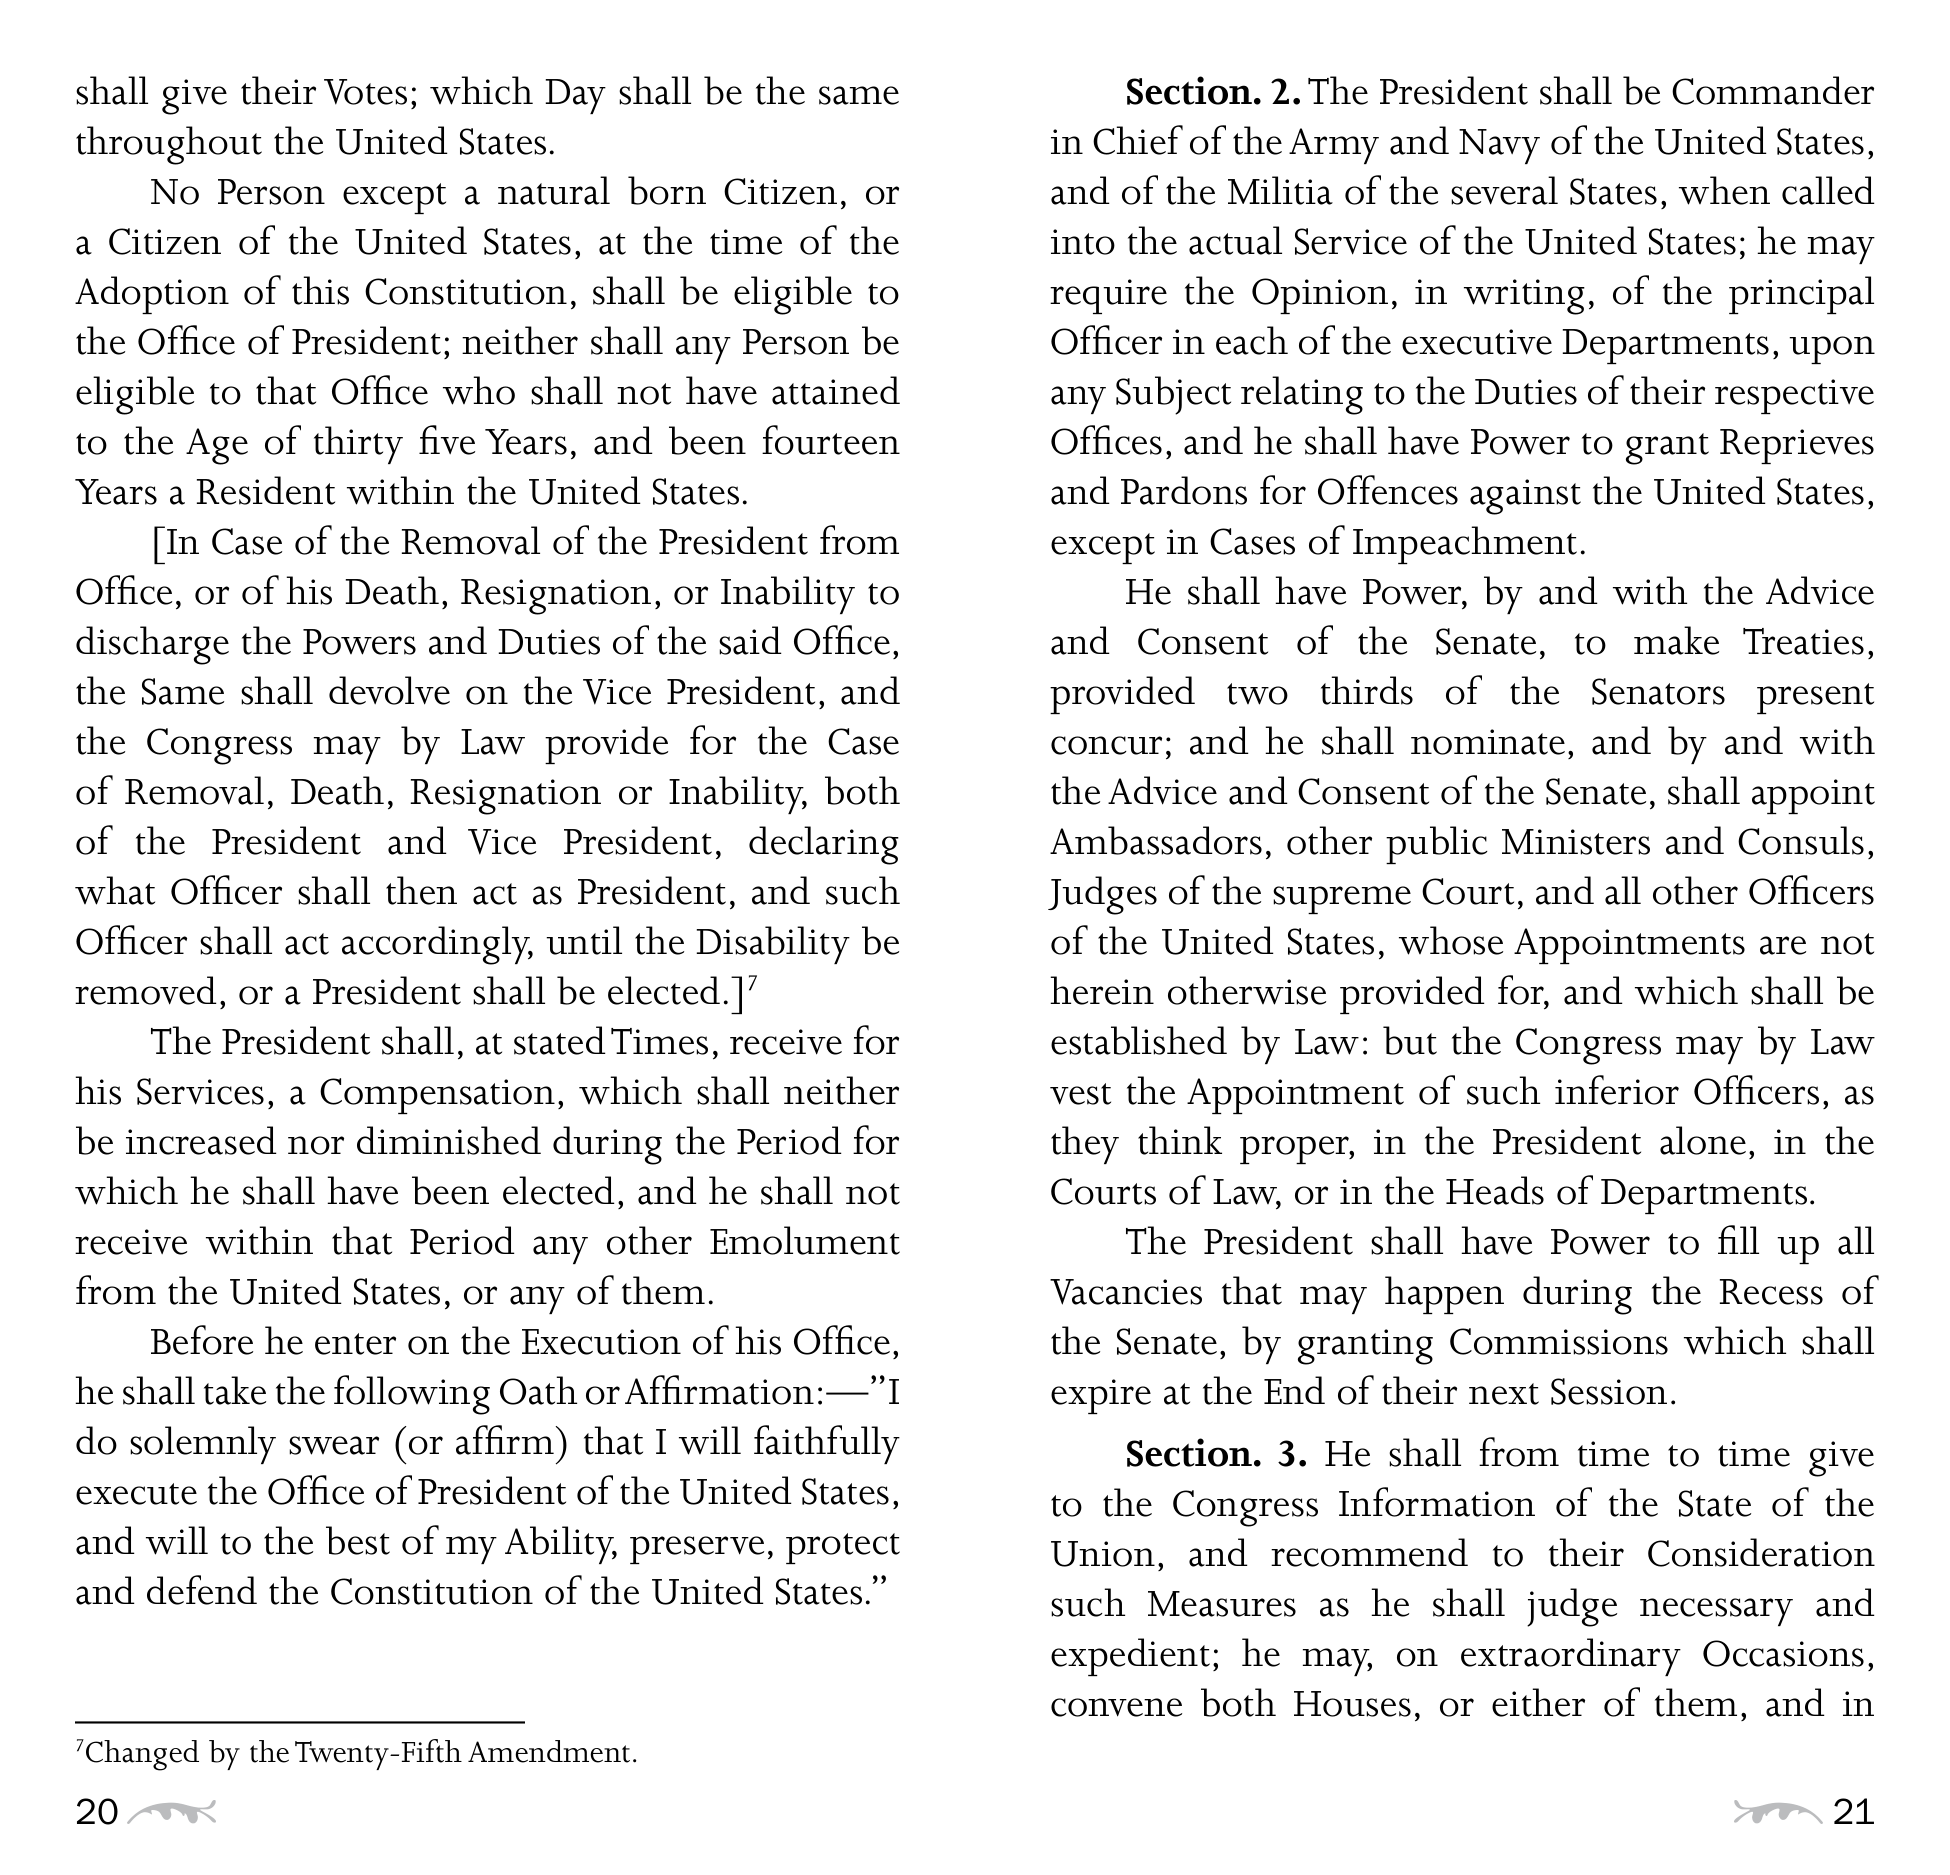 shall give their Votes; which Day shall be the same
throughout the United States.
No Person except a natural born Citizen, or
a Citizen of the United States, at the time of the
Adoption of this Constitution, shall be eligible to
the Office of President; neither shall any Person be
eligible to that Office who shall not have attained
to the Age of thirty five Years, and been fourteen
Years a Resident within the United States.
[In Case of the Removal of the President from
Office, or of his Death, Resignation, or Inability to
discharge the Powers and Duties of the said Office,
the Same shall devolve on the Vice President, and
the Congress may by Law provide for the Case
of Removal, Death, Resignation or Inability, both
of the President and Vice President, declaring
what Officer shall then act as President, and such
Officer shall act accordingly, until the Disability be
removed, or a President shall be elected.]7
The President shall, at stated Times, receive for
his Services, a Compensation, which shall neither
be increased nor diminished during the Period for
which he shall have been elected, and he shall not
receive within that Period any other Emolument
from the United States, or any of them.
Before he enter on the Execution of his Office,
he shall take the following Oath or Affirmation:—”I
do solemnly swear (or affirm) that I will faithfully
execute the Office of President of the United States,
and will to the best of my Ability, preserve, protect
and defend the Constitution of the United States.”
7Changed by the Twenty-Fifth Amendment.
20
Section. 2. The President shall be Commander
in Chief of the Army and Navy of the United States,
and of the Militia of the several States, when called
into the actual Service of the United States; he may
require the Opinion, in writing, of the principal
Officer in each of the executive Departments, upon
any Subject relating to the Duties of their respective
Offices, and he shall have Power to grant Reprieves
and Pardons for Offences against the United States,
except in Cases of Impeachment.
He shall have Power, by and with the Advice
and Consent of the Senate, to make Treaties,
provided two thirds of the Senators present
concur; and he shall nominate, and by and with
the Advice and Consent of the Senate, shall appoint
Ambassadors, other public Ministers and Consuls,
Judges of the supreme Court, and all other Officers
of the United States, whose Appointments are not
herein otherwise provided for, and which shall be
established by Law: but the Congress may by Law
vest the Appointment of such inferior Officers, as
they think proper, in the President alone, in the
Courts of Law, or in the Heads of Departments.
The President shall have Power to fill up all
Vacancies that may happen during the Recess of
the Senate, by granting Commissions which shall
expire at the End of their next Session.
Section. 3. He shall from time to time give
to the Congress Information of the State of the
Union, and recommend to their Consideration
such Measures as he shall judge necessary and
expedient; he may, on extraordinary Occasions,
convene both Houses, or either of them, and in
21